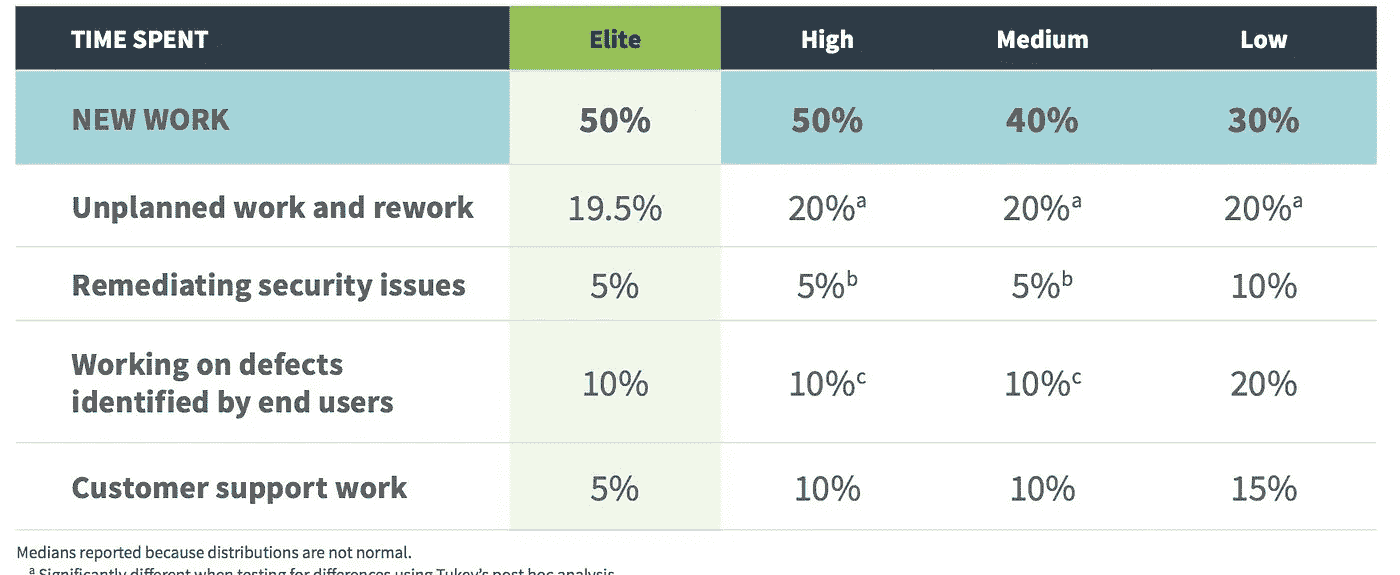 TIME SPENT Elite High Medium Low
NEW WORK 50% 50% 40% 30%
Unplanned work and rework 19.5% 20%ᵃ 20%ᵃ 20%ᵃ
Remediating security issues 5% 5%ᵇ 5%ᵇ 10%
Working on defects
identified by end users 10% 10%ᶜ 10%ᶜ 20%
Customer support work 5% 10% 10% 15%
Medians reported because distributions are not normal.
ᵃ Significantly different when testing for differences using Tukey's post hoc analysis